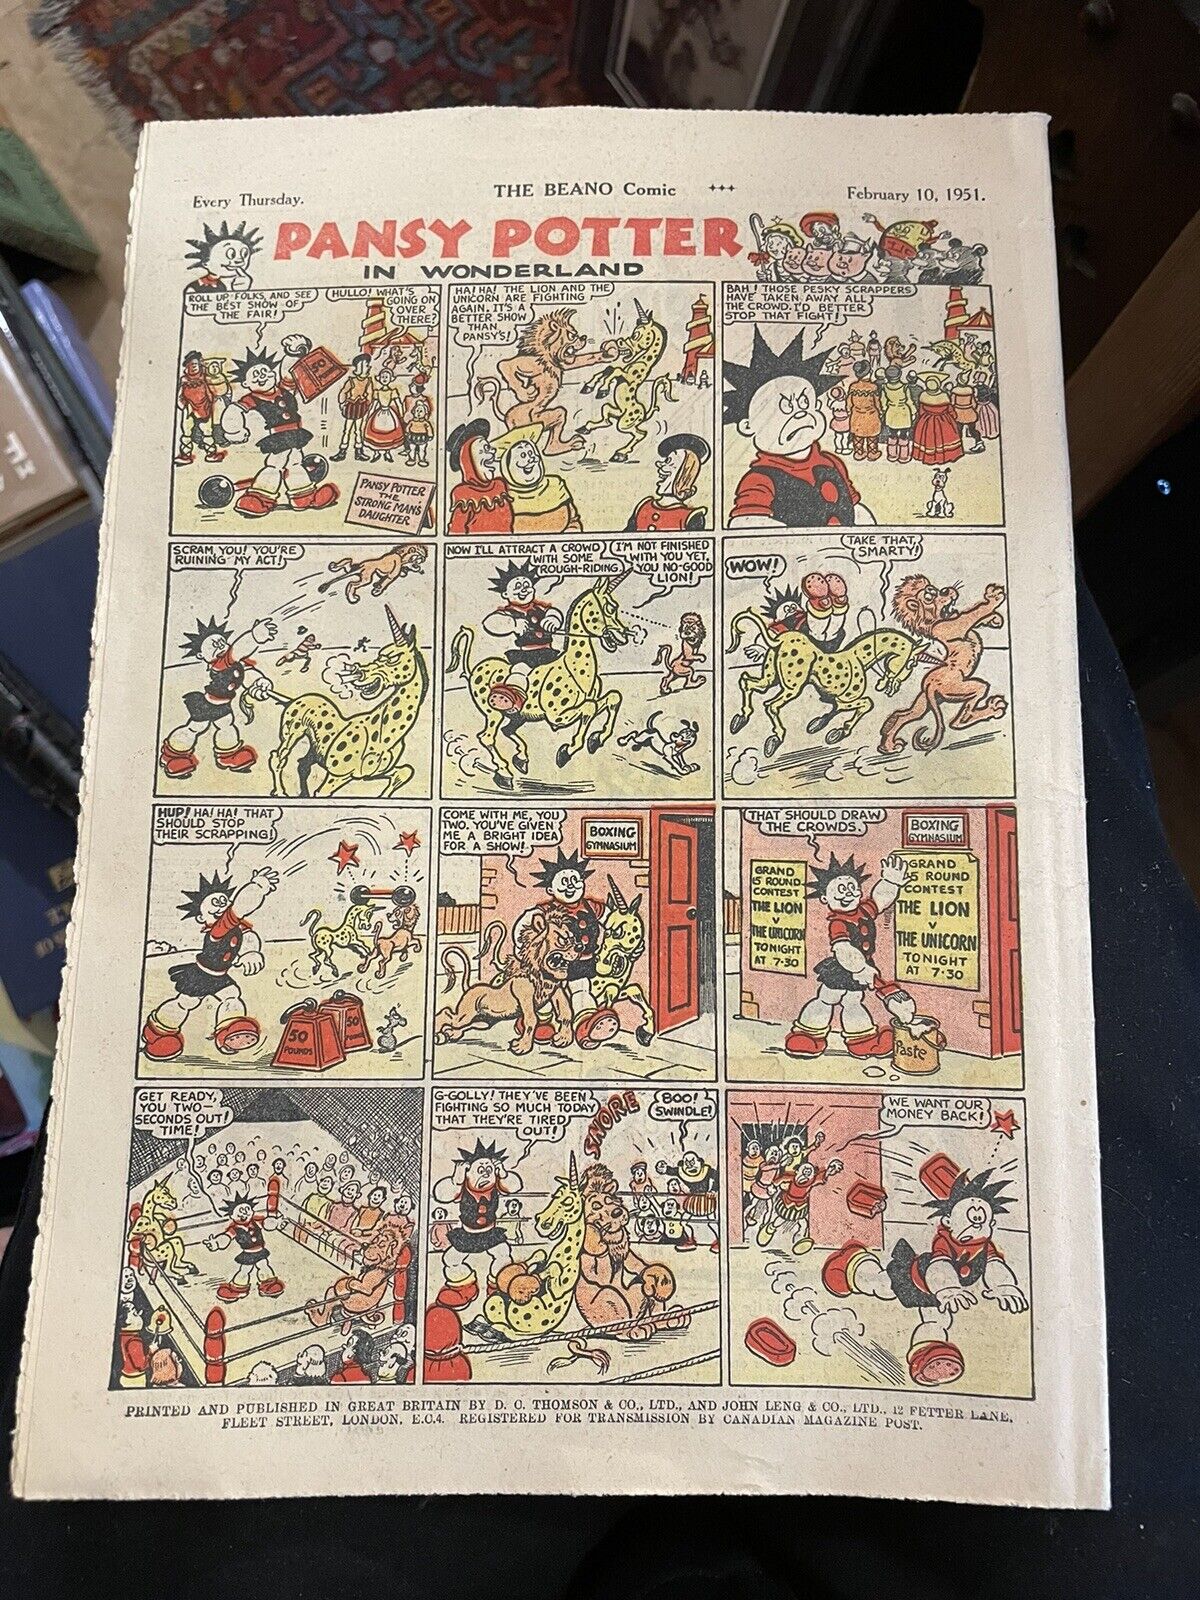 Every Thursday.
THE BEANO Comic +++
February 10, 1951.
PANSY POTTER
IN WONDERLAND
ROLL UP FOLKS, AND SEE
THE BEST SHOW OF
THE FAIR!
HULLO! WHAT'S
GOING ON
OVER
THERE?
50
PANSY POTTER
THE
STRONG MAN'S
DAUGHTER
HA! HA! THE LION AND THE
UNICORN ARE FIGHTING
AGAIN. IT'S A
BETTER SHOW
THAN
PANSY'S!
BAH! THOSE PESKY SCRAPPERS
HAVE TAKEN AWAY ALL
THE CROWD. I'D BETTER
STOP THAT FIGHT!
SCRAM, YOU! YOU'RE
RUINING MY ACT!
NOW I'LL ATTRACT A CROWD
WITH SOME
ROUGH-RIDING.
I'M NOT FINISHED
WITH YOU YET,
YOU NO-GOOD
LION!
WOW!
TAKE THAT,
SMARTY!
HUP! HA! HA! THAT
SHOULD STOP
THEIR SCRAPPING!
50
POUNDS
50
COME WITH ME, YOU
TWO. YOU'VE GIVEN
ME A BRIGHT IDEA
FOR A SHOW!
BOXING
GYMNASIUM
THAT SHOULD DRAW
THE CROWDS.
BOXING
GYMNASIUM
GRAND
15 ROUND
CONTEST
THE LION
V
THE UNICORN
TONIGHT
AT 7·30
GRAND
15 ROUND
CONTEST
THE LION
V
THE UNICORN
TONIGHT
AT 7·30
Paste
GET READY,
YOU TWO—
SECONDS OUT!
TIME!
G-GOLLY! THEY'VE BEEN
FIGHTING SO MUCH TODAY
THAT THEY'RE TIRED
OUT!
SNORE
BOO!
SWINDLE!
WE WANT OUR
MONEY BACK!
PRINTED AND PUBLISHED IN GREAT BRITAIN BY D. C. THOMSON & CO., LTD., AND JOHN LENG & CO., LTD., 12 FETTER LANE,
FLEET STREET, LONDON, E.C.4. REGISTERED FOR TRANSMISSION BY CANADIAN MAGAZINE POST.